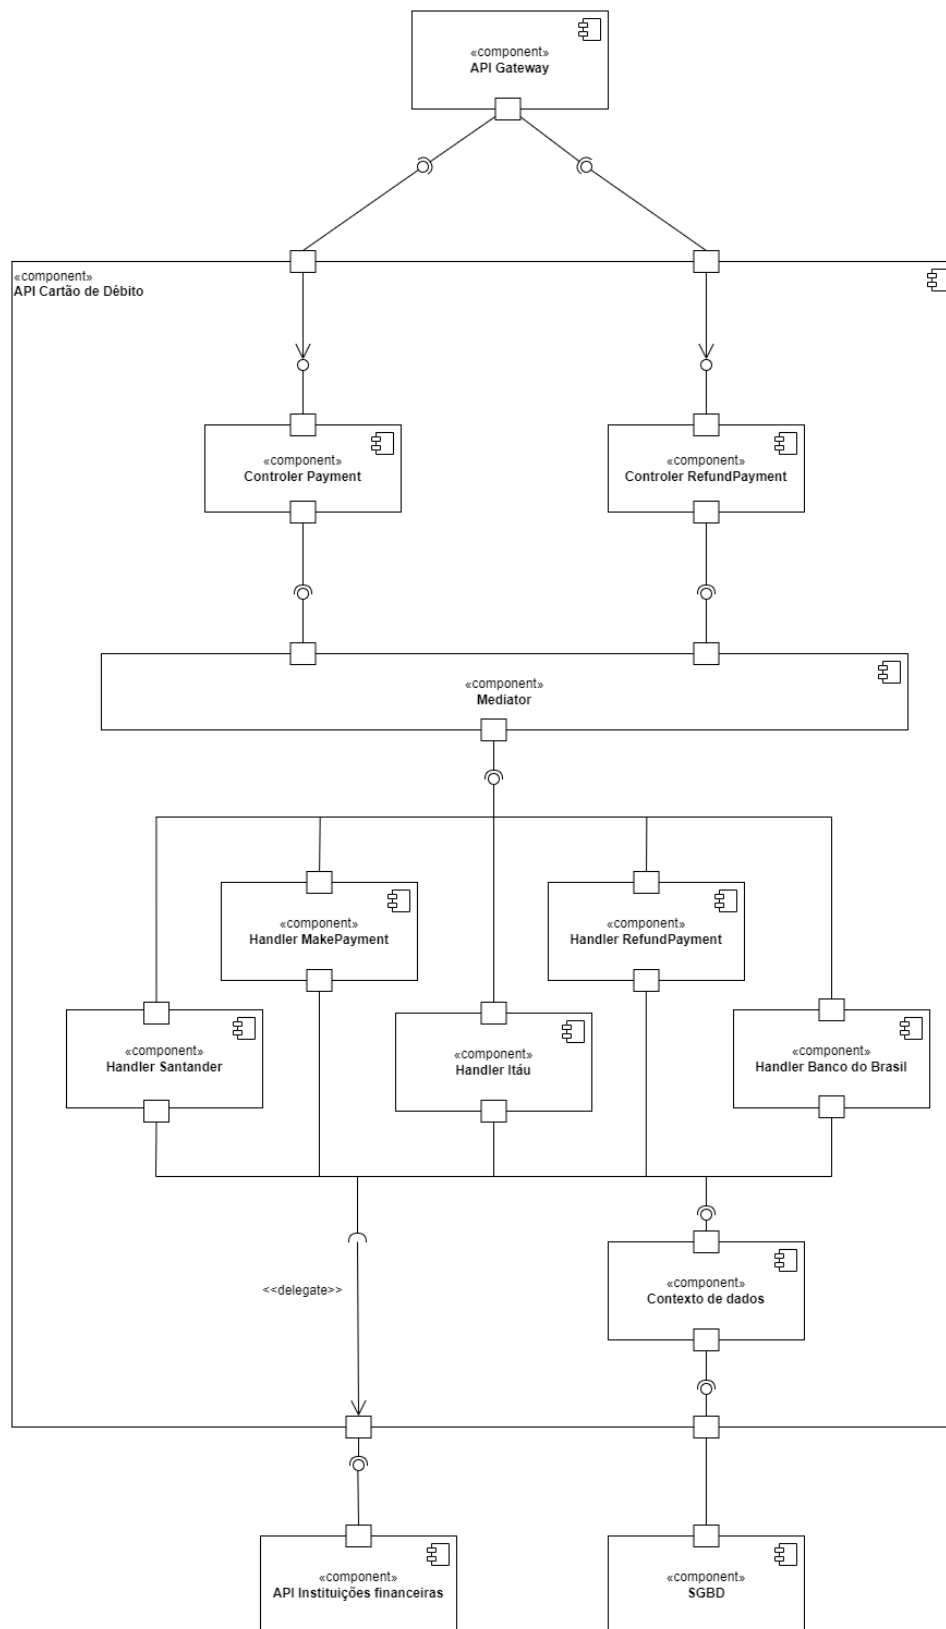 «component»
API Gateway
«component»
API Cartão de Débito
«component»
Controler Payment
«component»
Controler RefundPayment
«component»
Mediator
«component»
Handler MakePayment
«component»
Handler RefundPayment
«component»
Handler Santander
«component»
Handler Itáu
«component»
Handler Banco do Brasil
<<delegate>>
«component»
Contexto de dados
«component»
API Instituições financeiras
«component»
SGBD